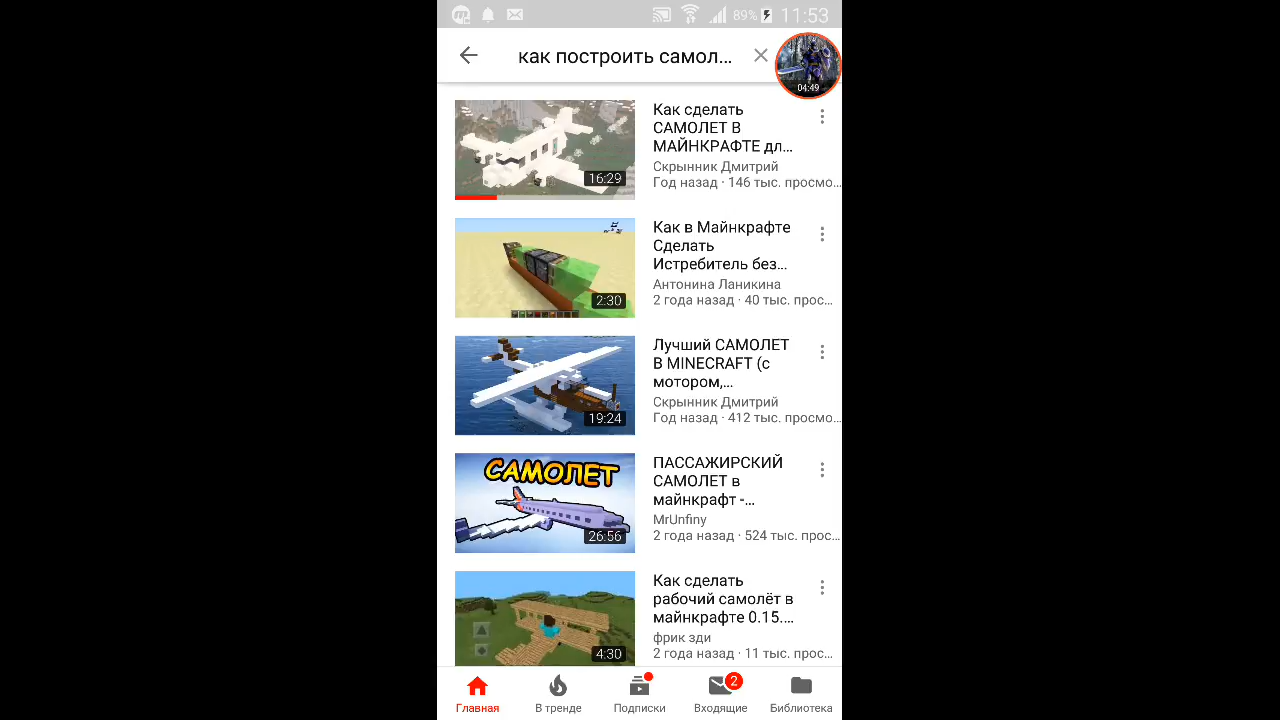 89% 11:53
как построить самол...
04:49
Как сделать
САМОЛЕТ В
МАЙНКРАФТЕ дл...
Скрынник Дмитрий
Год назад · 146 тыс. просмо...
16:29
Как в Майнкрафте
Сделать
Истребитель без...
Антонина Ланикина
2 года назад · 40 тыс. прос...
2:30
Лучший САМОЛЕТ
В MINECRAFT (с
мотором,...
Скрынник Дмитрий
Год назад · 412 тыс. просмо...
19:24
САМОЛЕТ
ПАССАЖИРСКИЙ
САМОЛЕТ в
майнкрафт -...
MrUnfiny
2 года назад · 524 тыс. прос...
26:56
Как сделать
рабочий самолёт в
майнкрафте 0.15....
фрик зди
2 года назад · 11 тыс. прос...
4:30
2
Главная
В тренде
Подписки
Входящие
Библиотека